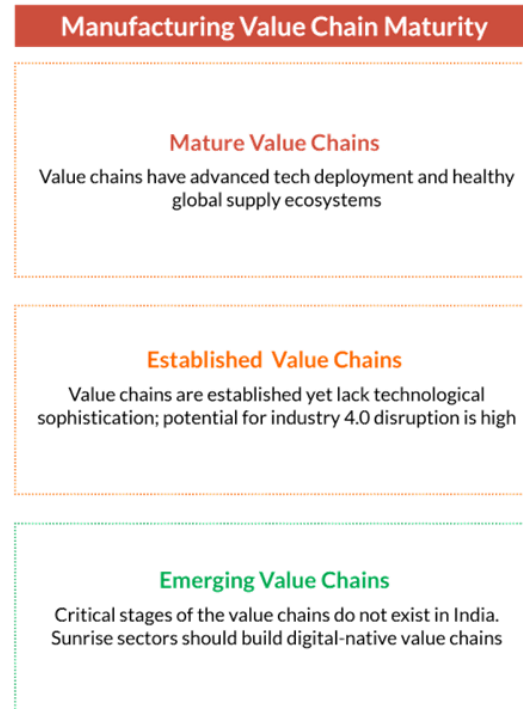 Manufacturing Value Chain Maturity
Mature Value Chains
Value chains have advanced tech deployment and healthy
global supply ecosystems
Established Value Chains
Value chains are established yet lack technological
sophistication; potential for industry 4.0 disruption is high
Emerging Value Chains
Critical stages of the value chains do not exist in India.
Sunrise sectors should build digital-native value chains